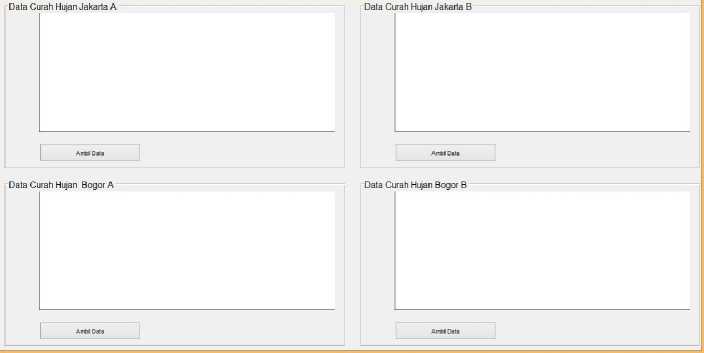 Data Curah Hujan Jakarta A
Data Curah Hujan Jakarta B
Ambil Data
Ambil Data
Data Curah Hujan Bogor A
Data Curah Hujan Bogor B
Ambil Data
Ambil Data